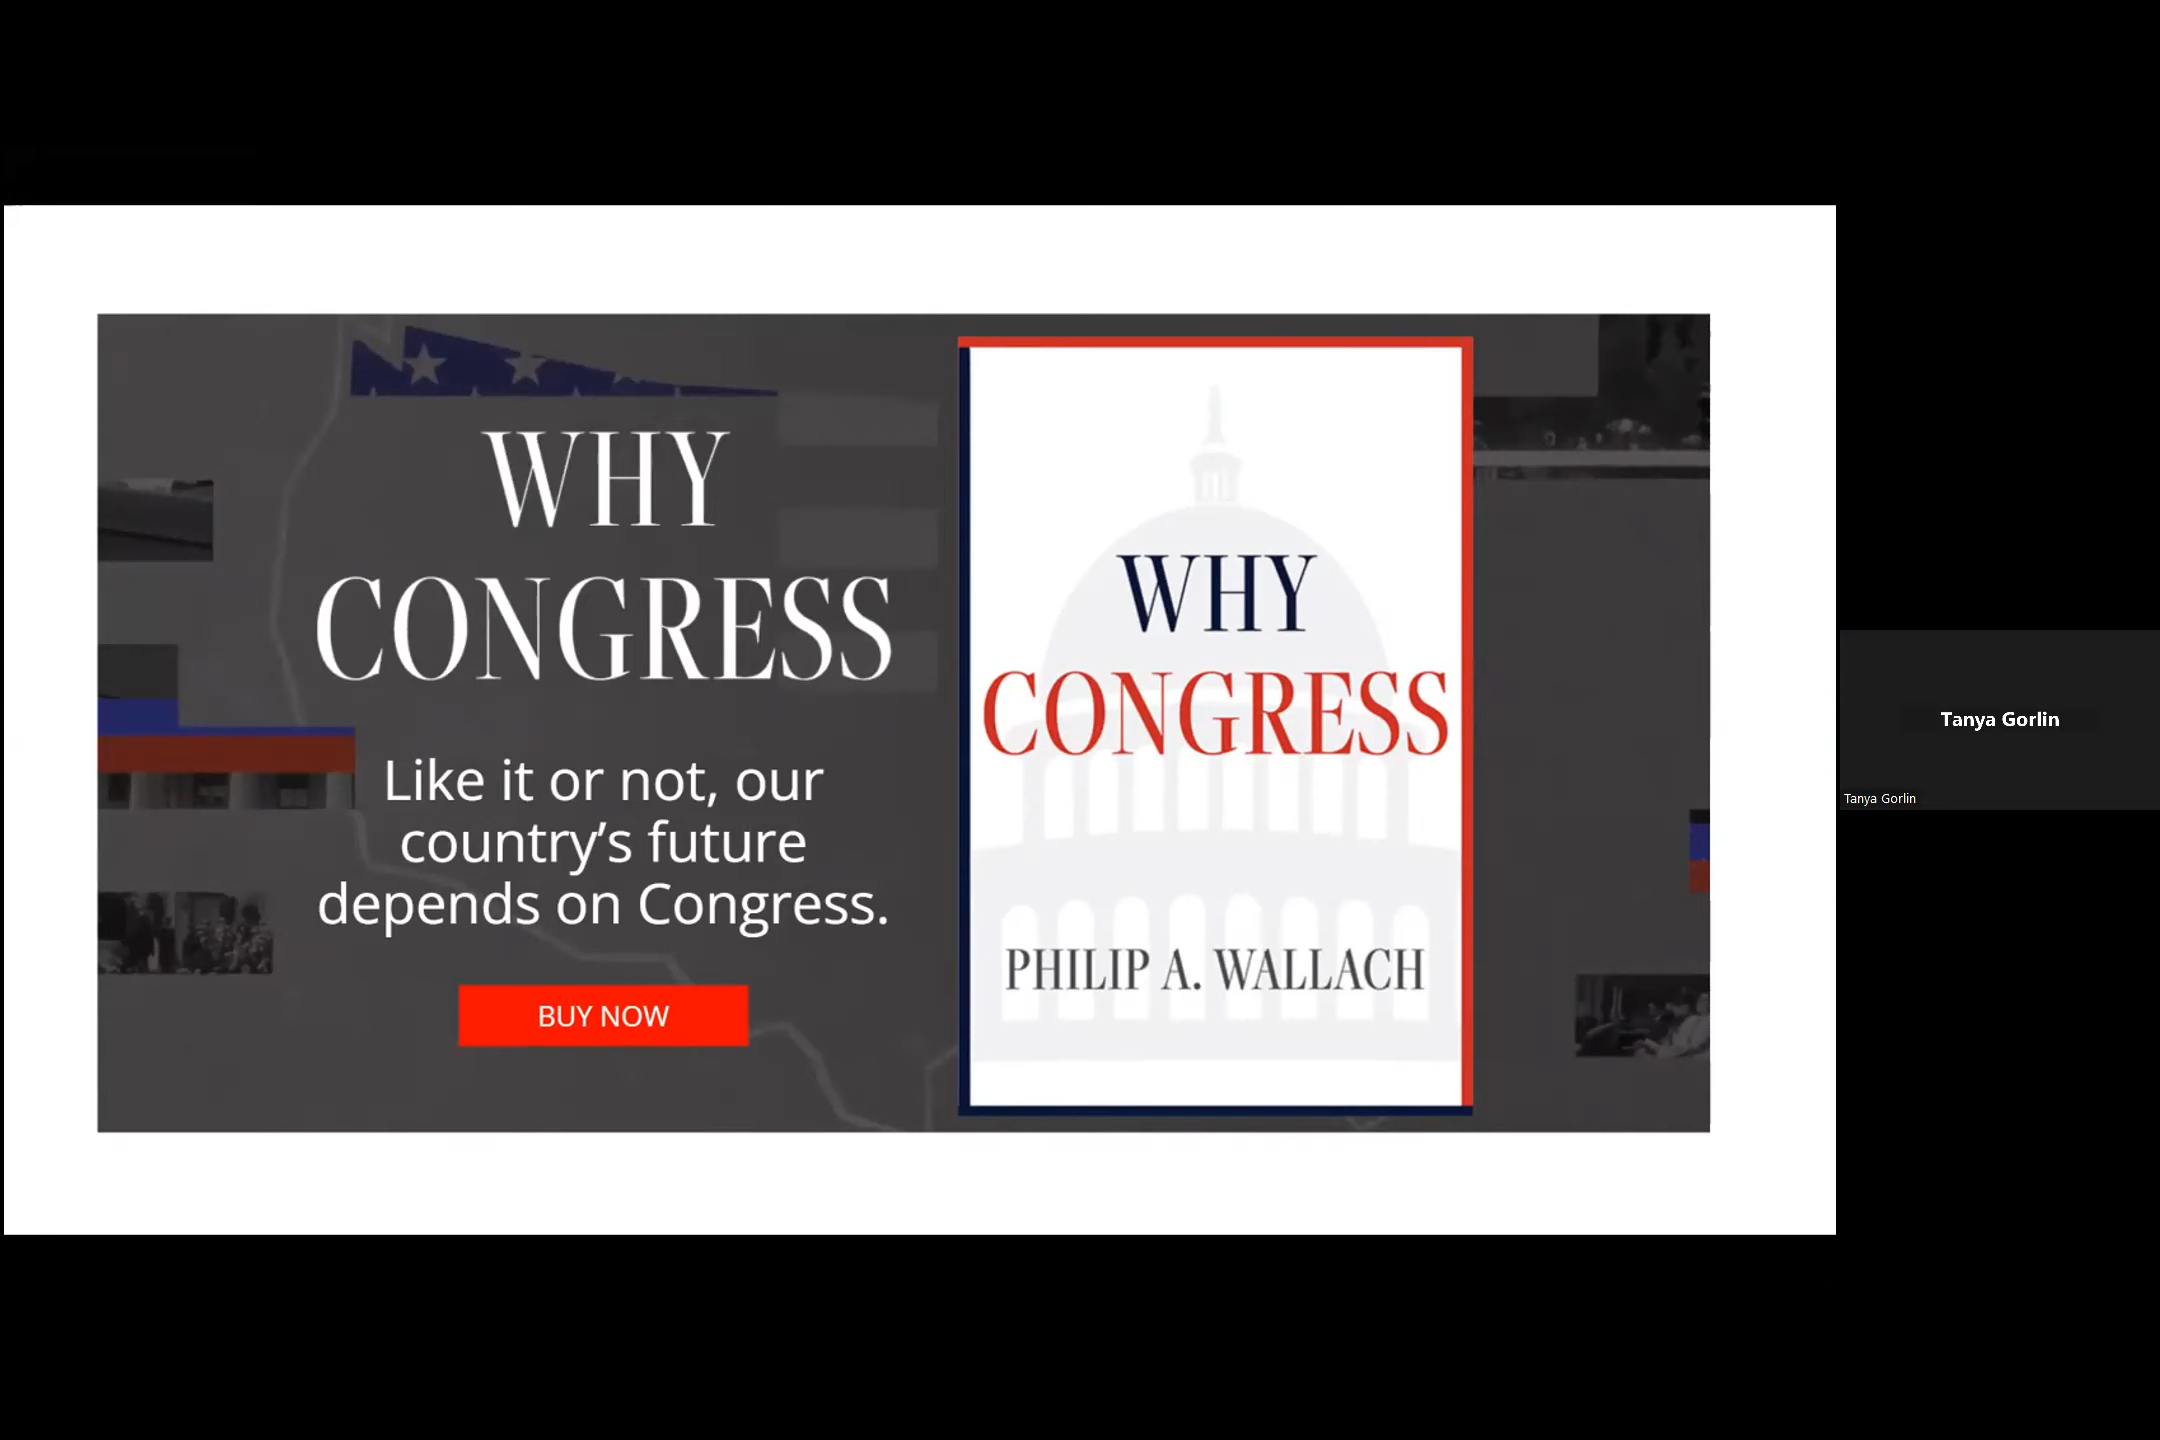 WHY
CONGRESS
Like it or not, our
country’s future
depends on Congress.
BUY NOW
WHY
CONGRESS
PHILIP A. WALLACH
Tanya Gorlin
Tanya Gorlin